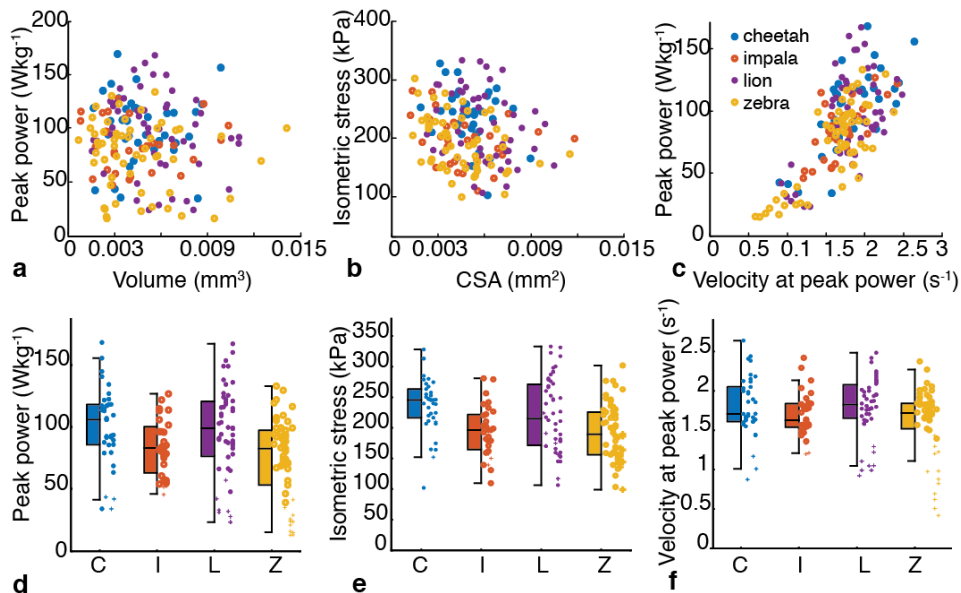 Peak power (Wkg⁻¹)
200
150
100
50
0
0
0.003
0.009
0.015
a
Volume (mm³)
Isometric stress (kPa)
400
300
200
100
0
0.003
0.009
0.015
b
CSA (mm²)
Peak power (Wkg⁻¹)
150
100
50
0
cheetah
impala
lion
zebra
0
0.5
0.1
1.5
2
2.5
3
c
Velocity at peak power (s⁻¹)
Peak power (Wkg⁻¹)
150
100
50
0
C
I
L
Z
d
Isometric stress (kPa)
350
300
250
200
150
100
50
0
C
I
L
Z
e
Velocity at peak power (s⁻¹)
2.5
2
1.5
1
0.5
0
C
I
L
Z
f